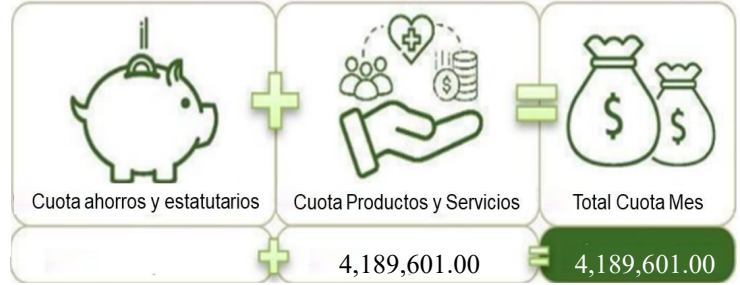 Cuota ahorros y estatutarios
Cuota Productos y Servicios
Total Cuota Mes
4,189,601.00
4,189,601.00